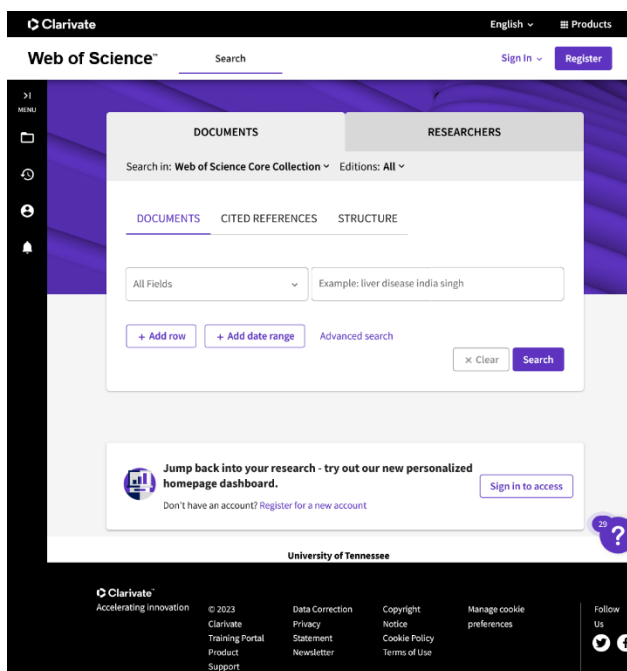 Clarivate
English
Products
Web of Science™
Search
Sign In
Register
MENU
DOCUMENTS
RESEARCHERS
Search in: Web of Science Core Collection Editions: All
DOCUMENTS CITED REFERENCES STRUCTURE
All Fields
Example: liver disease india singh
+ Add row
+ Add date range
Advanced search
× Clear
Search
Jump back into your research - try out our new personalized
homepage dashboard.
Don't have an account? Register for a new account
Sign in to access
29
?
University of Tennessee
Clarivate™
Accelerating innovation
© 2023
Clarivate
Training Portal
Product
Support
Data Correction
Privacy
Statement
Newsletter
Copyright
Notice
Cookie Policy
Terms of Use
Manage cookie
preferences
Follow
Us